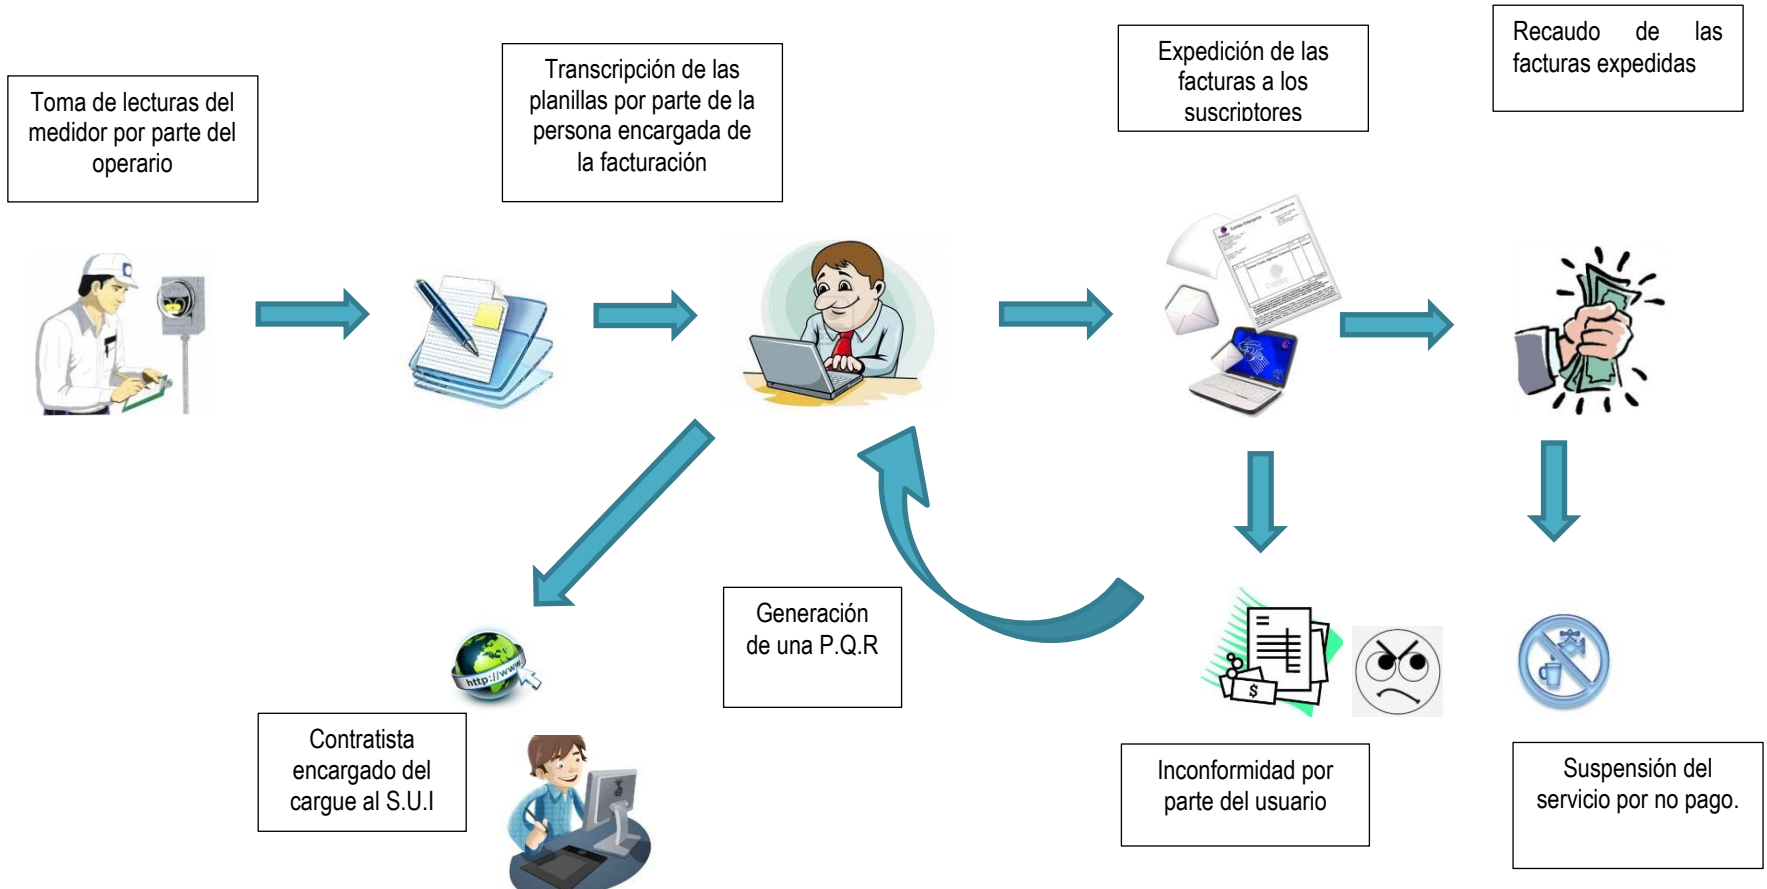 Toma de lecturas del
medidor por parte del
operario
Transcripción de las
planillas por parte de la
persona encargada de
la facturación
Expedición de las
facturas a los
suscriptores
Recaudo de las
facturas expedidas
Generación
de una P.Q.R
http://www
$
Contratista
encargado del
cargue al S.U.I
Inconformidad por
parte del usuario
Suspensión del
servicio por no pago.